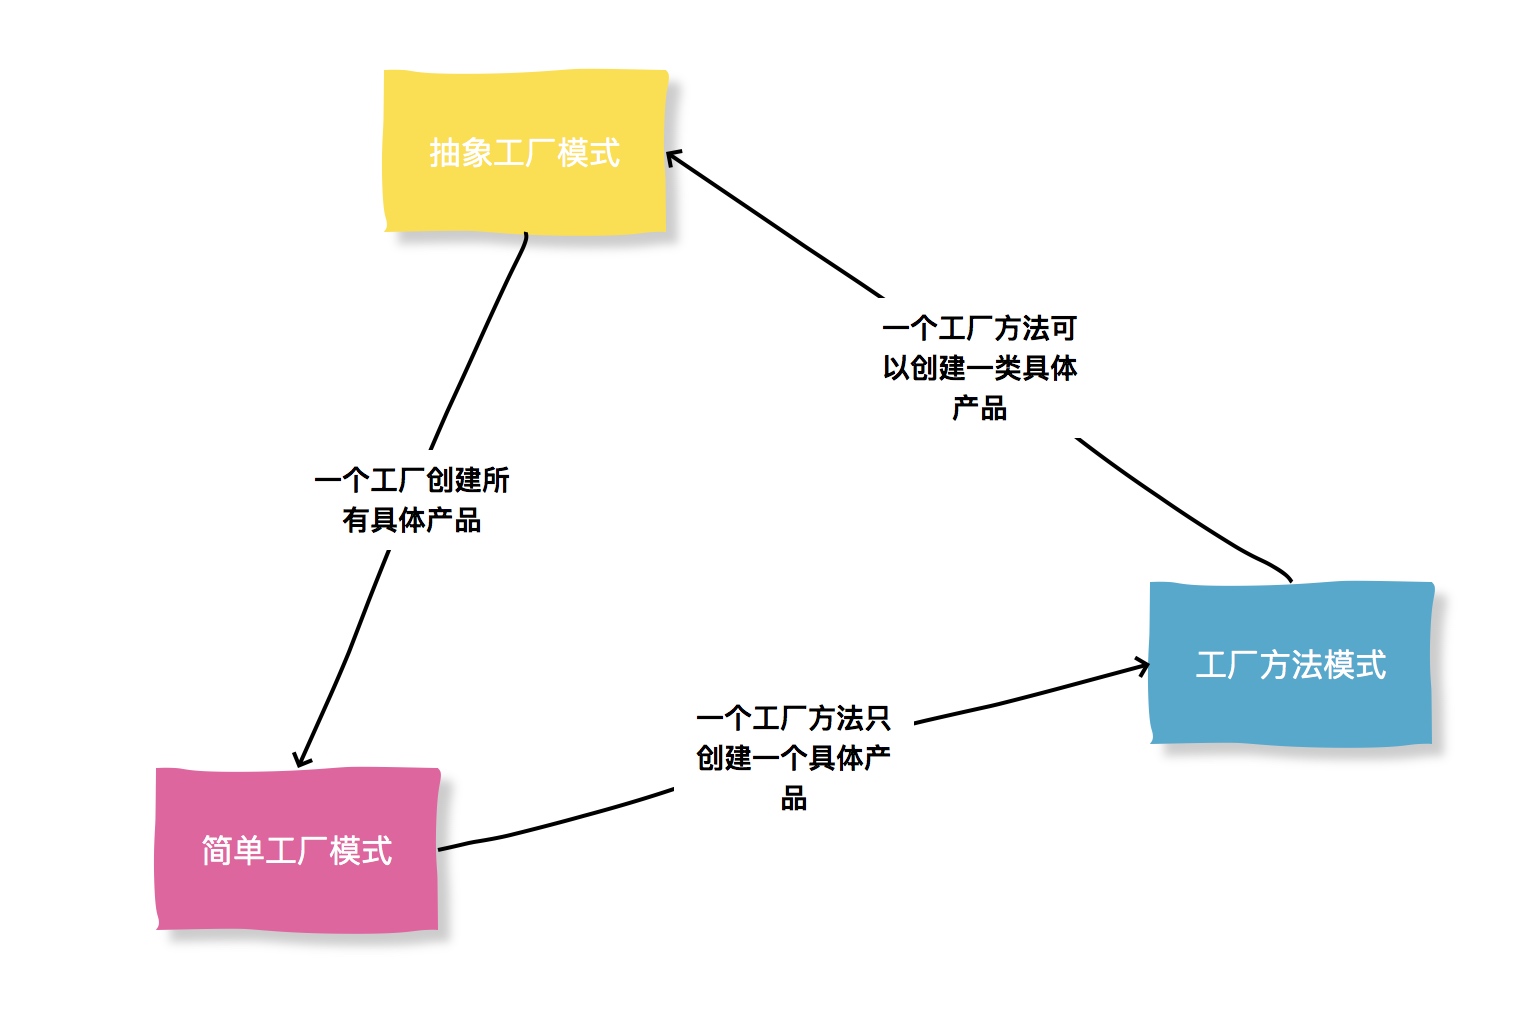 抽象工厂模式
一个工厂方法可
以创建一类具体
产品
一个工厂创建所
有具体产品
工厂方法模式
一个工厂方法只
创建一个具体产
品
简单工厂模式